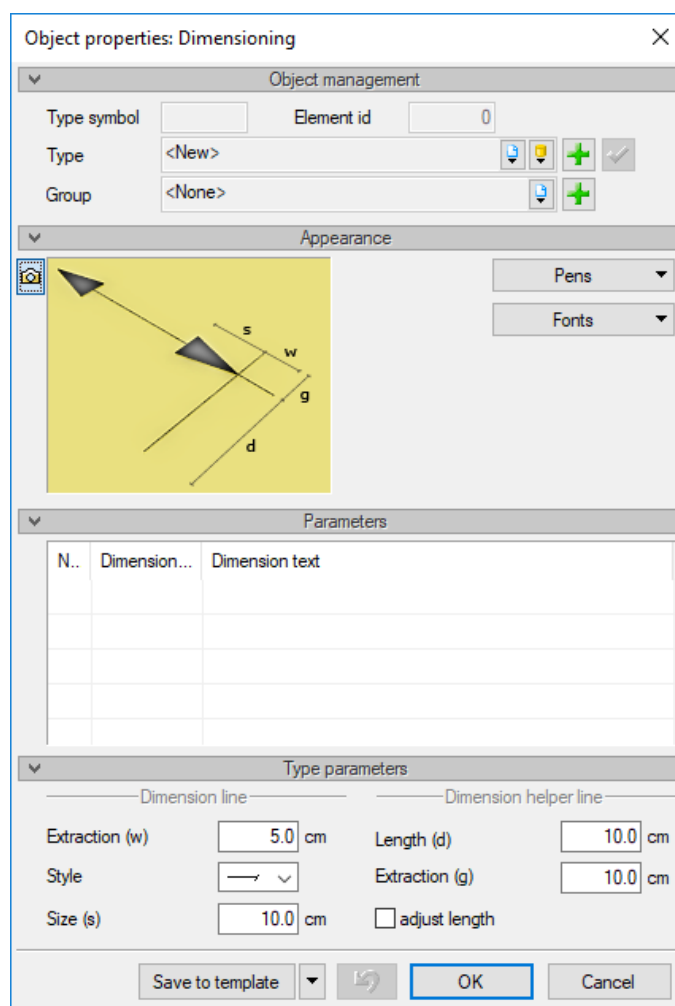 Object properties: Dimensioning
Object management
Type symbol Element id 0
Type <New>
Group <None>
Appearance
Pens
Fonts
s
w
g
d
Parameters
N.. Dimension... Dimension text
Type parameters
Dimension line Dimension helper line
Extraction (w) 5.0 cm Length (d) 10.0 cm
Style Extraction (g) 10.0 cm
Size (s) 10.0 cm adjust length
Save to template OK Cancel